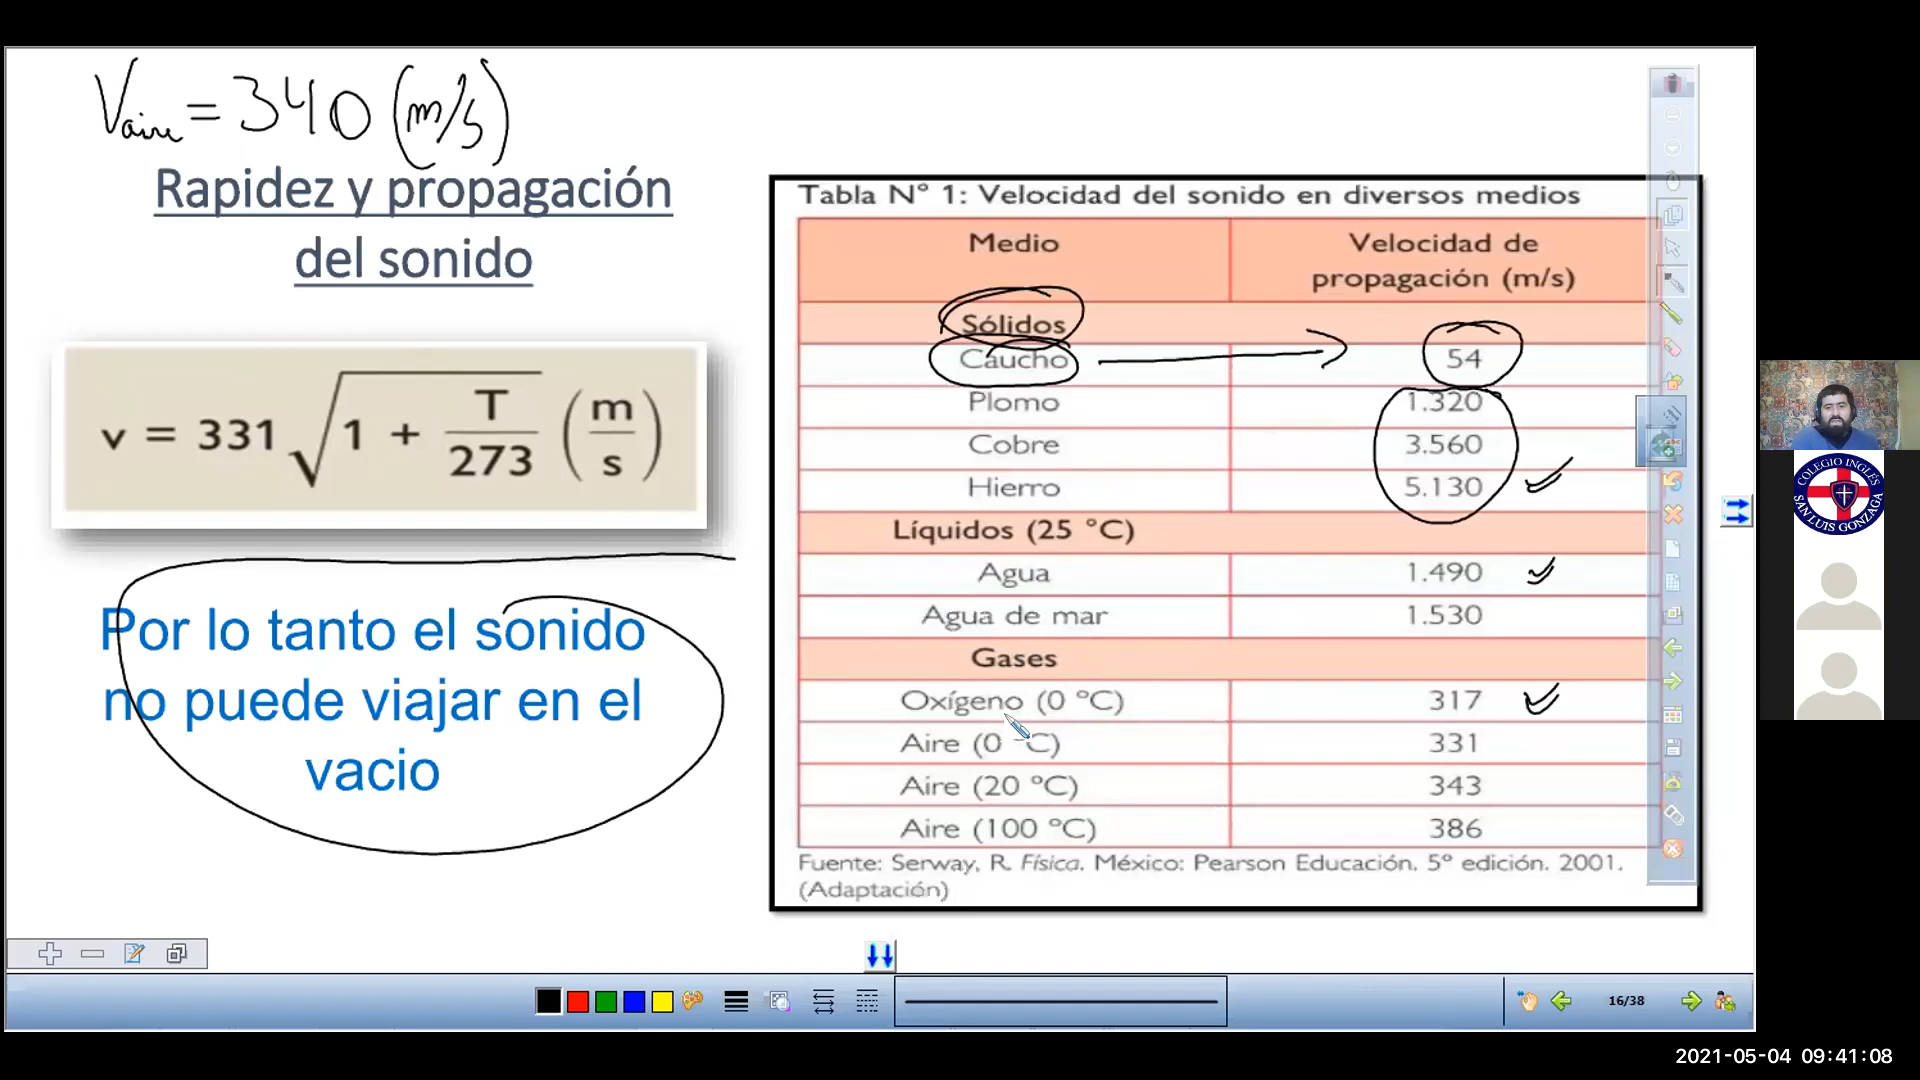 Vaire = 340 (m/s)
Rapidez y propagación
del sonido
v = 331 √ 1 + T/273 (m/s)
Por lo tanto el sonido
no puede viajar en el
vacio
Tabla N° 1: Velocidad del sonido en diversos medios
Medio Velocidad de propagación (m/s)
Sólidos
Caucho 54
Plomo 1.320
Cobre 3.560
Hierro 5.130
Líquidos (25 °C)
Agua 1.490
Agua de mar 1.530
Gases
Oxígeno (0 °C) 317
Aire (0 °C) 331
Aire (20 °C) 343
Aire (100 °C) 386
Fuente: Serway, R. Física. México: Pearson Educación. 5º edición. 2001.
(Adaptación)
COLEGIO INGLÉS
SAN LUIS GONZAGA
16/38
2021-05-04 09:41:08